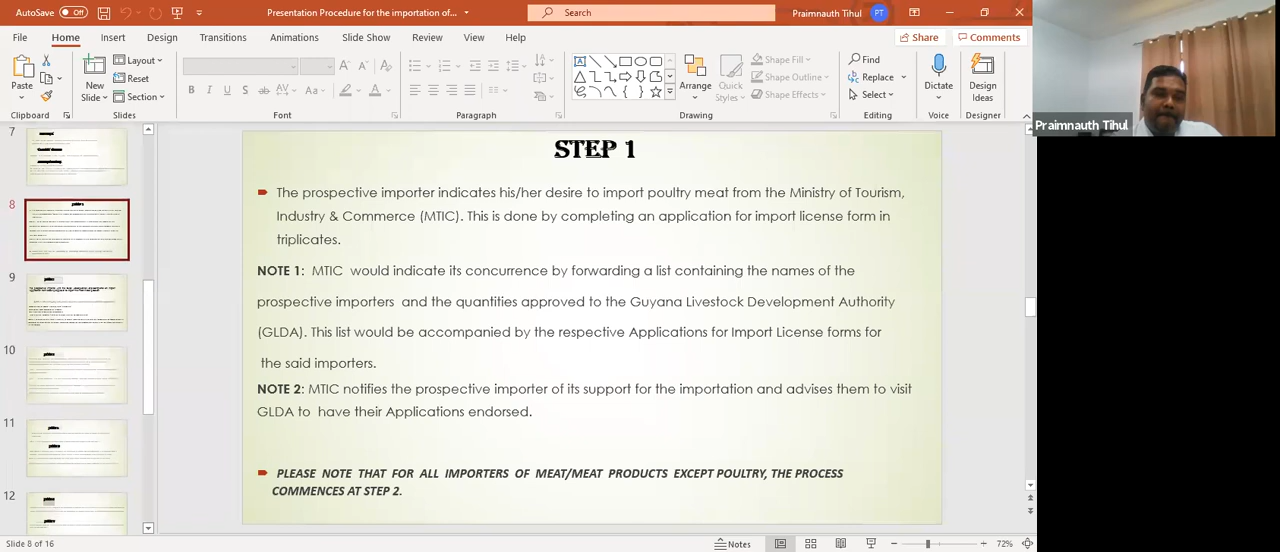 AutoSave Off Presentation Procedure for the importation of... Search Praimnauth Tihul PT
File Home Insert Design Transitions Animations Slide Show Review View Help Share Comments
Paste New Slide Layout Reset Section Arrange Quick Styles Shape Fill Shape Outline Shape Effects Find Replace Select Dictate Design Ideas
Clipboard Slides Font Paragraph Drawing Editing Voice Designer
Praimnauth Tihul
7
8
9
10
11
12
STEP 1
The prospective importer indicates his/her desire to import poultry meat from the Ministry of Tourism,
Industry & Commerce (MTIC). This is done by completing an application for import license form in
triplicates.
NOTE 1: MTIC would indicate its concurrence by forwarding a list containing the names of the
prospective importers and the quantities approved to the Guyana Livestock Development Authority
(GLDA). This list would be accompanied by the respective Applications for Import License forms for
the said importers.
NOTE 2: MTIC notifies the prospective importer of its support for the importation and advises them to visit
GLDA to have their Applications endorsed.
PLEASE NOTE THAT FOR ALL IMPORTERS OF MEAT/MEAT PRODUCTS EXCEPT POULTRY, THE PROCESS
COMMENCES AT STEP 2.
Slide 8 of 16 Notes 72%